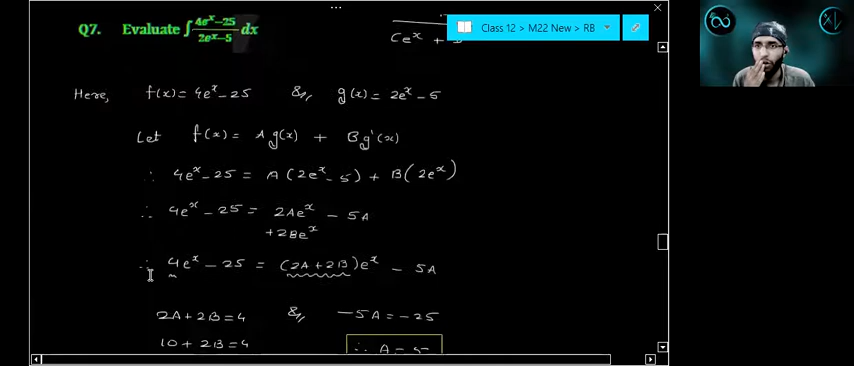 Q7. Evaluate ∫ (4e^x−25)/(2e^x−5) dx
Ce^x +
Class 12 > M22 New > RB
Here, f(x) = 4e^x − 25 & g(x) = 2e^x − 5
Let f(x) = A g(x) + B g'(x)
∴ 4e^x − 25 = A (2e^x − 5) + B (2e^x)
∴ 4e^x − 25 = 2Ae^x − 5A
+2Be^x
∴ 4e^x − 25 = (2A + 2B)e^x − 5A
2A + 2B = 4 & −5A = −25
10 + 2B = 4 ∴ A = 5